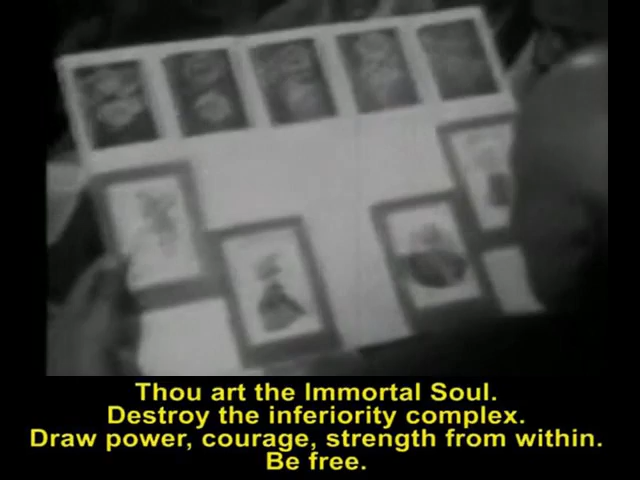 Thou art the Immortal Soul.
Destroy the inferiority complex.
Draw power, courage, strength from within.
Be free.